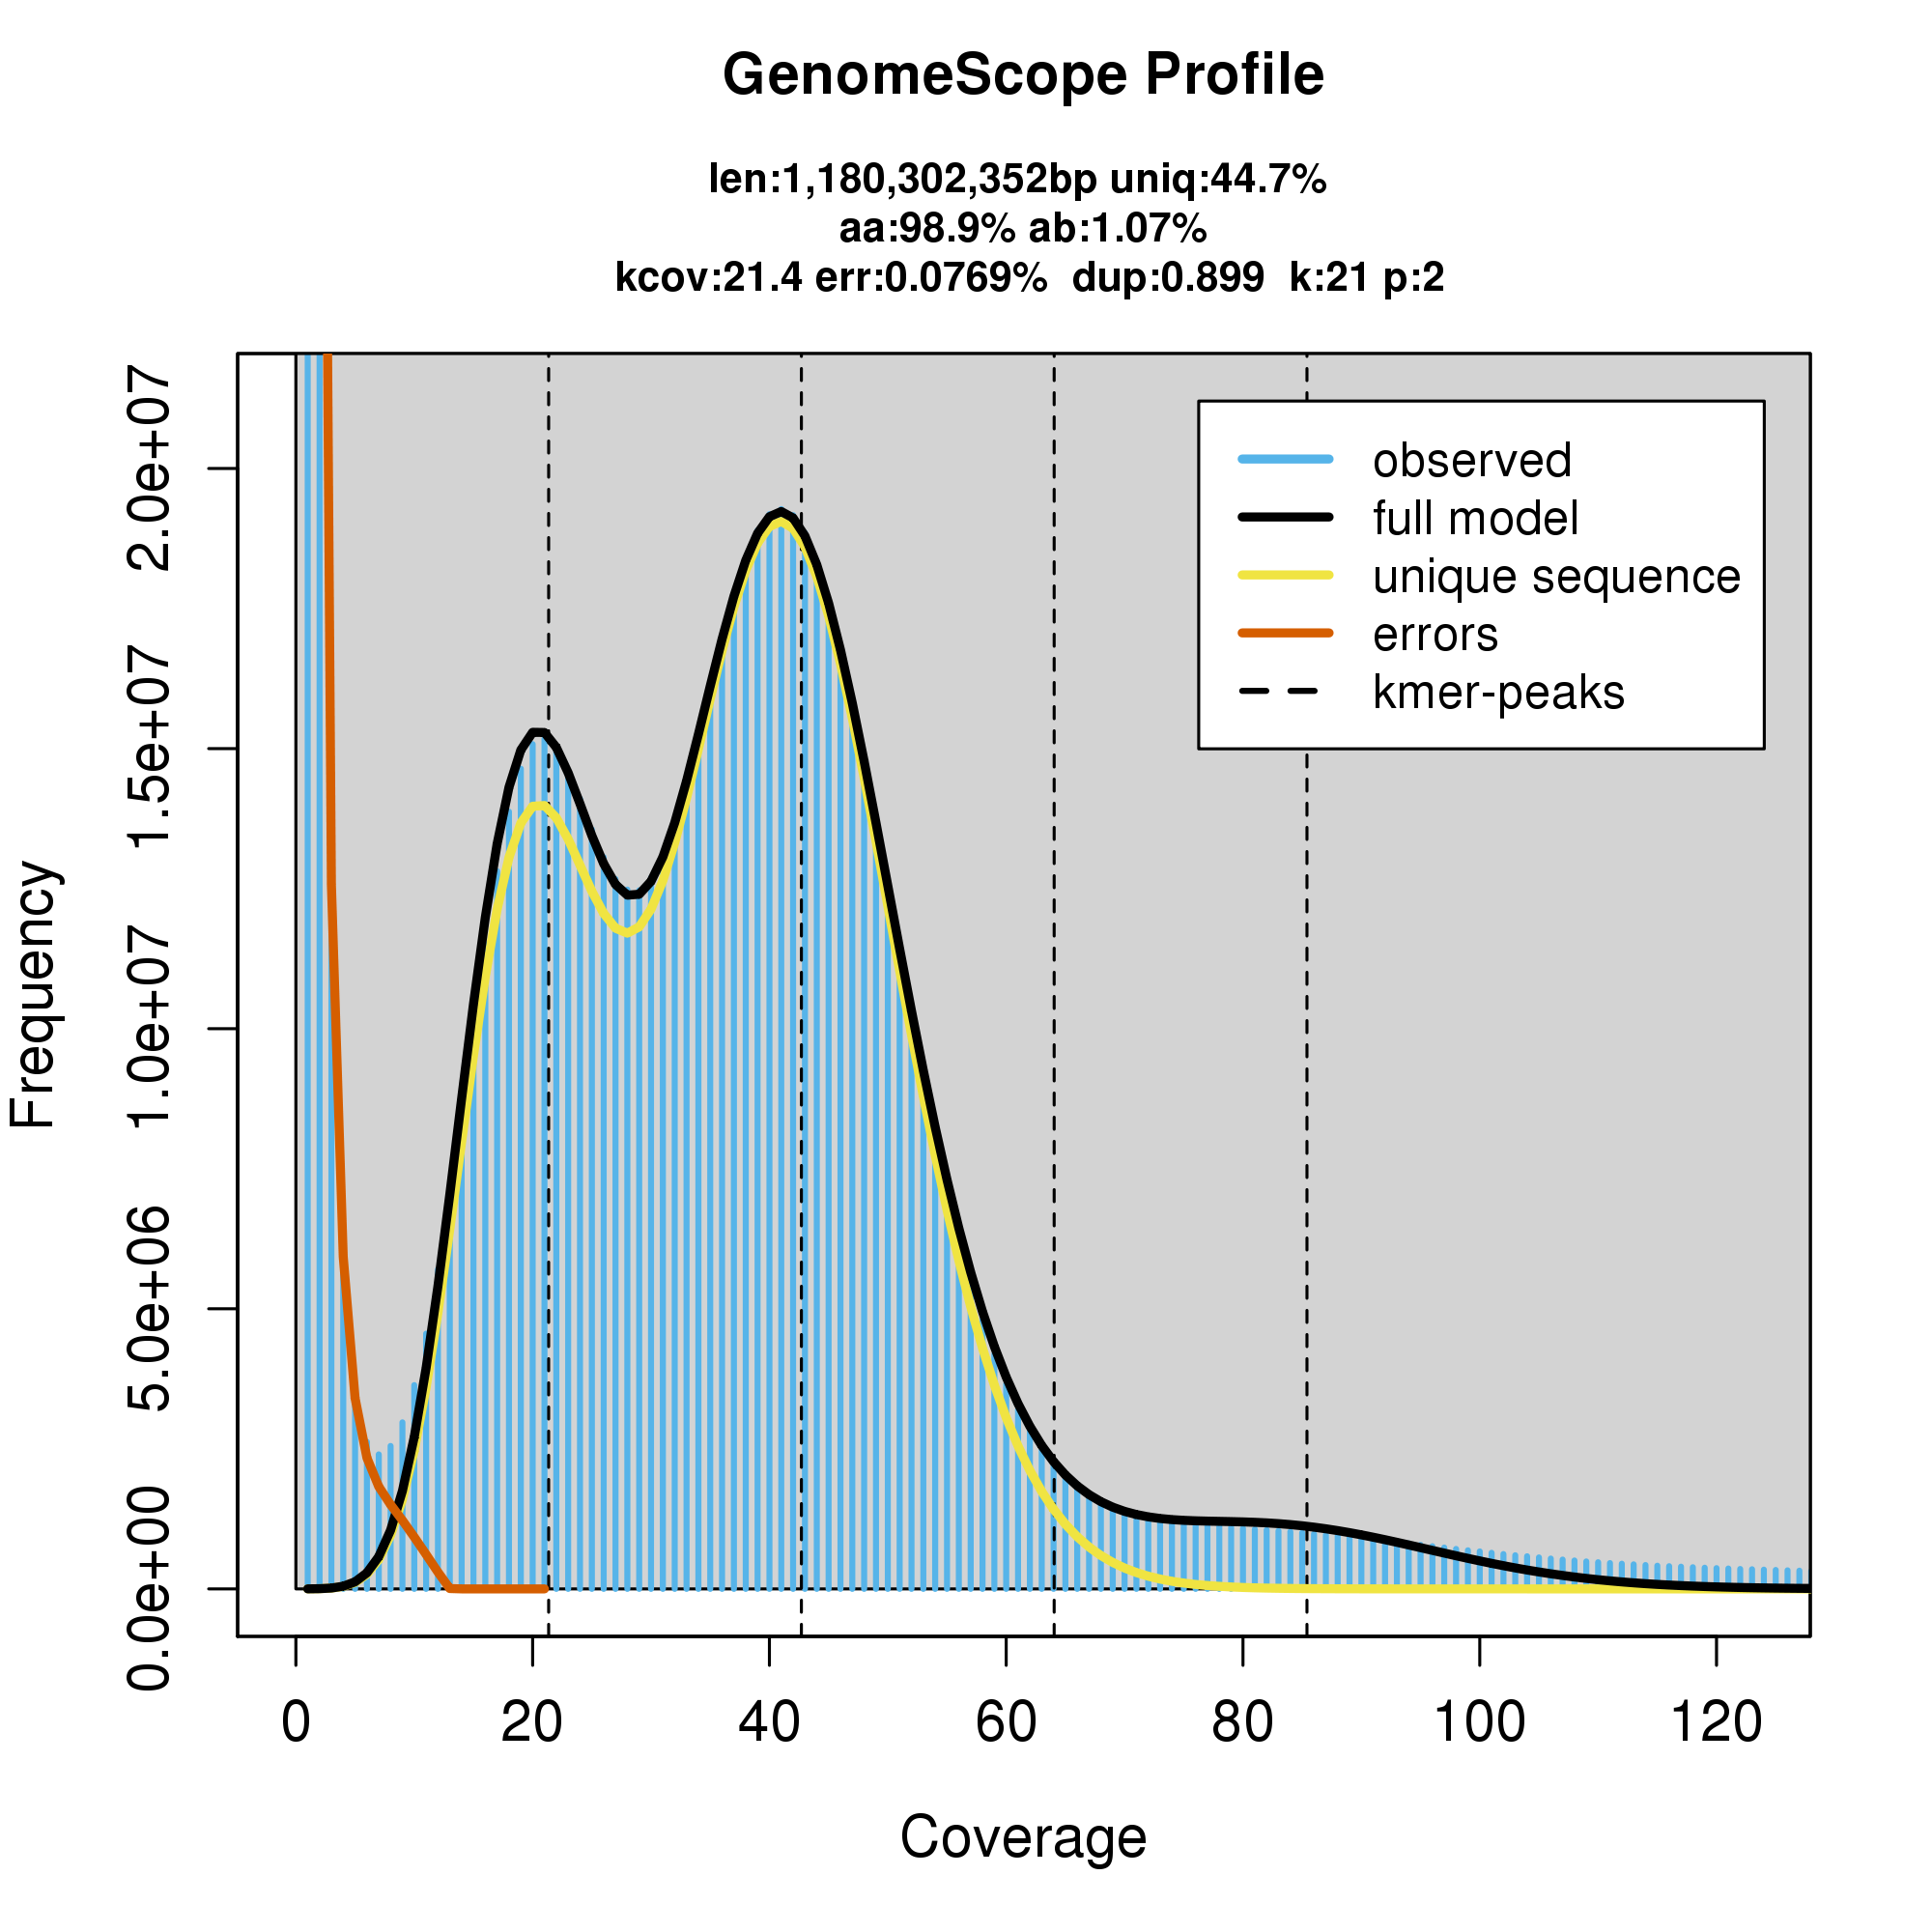 GenomeScope Profile
len:1,180,302,352bp uniq:44.7%
aa:98.9% ab:1.07%
kcov:21.4 err:0.0769%  dup:0.899  k:21 p:2
observed
full model
unique sequence
errors
kmer-peaks
Frequency
2.0e+07
1.5e+07
1.0e+07
5.0e+06
0.0e+00
0 20 40 60 80 100 120
Coverage